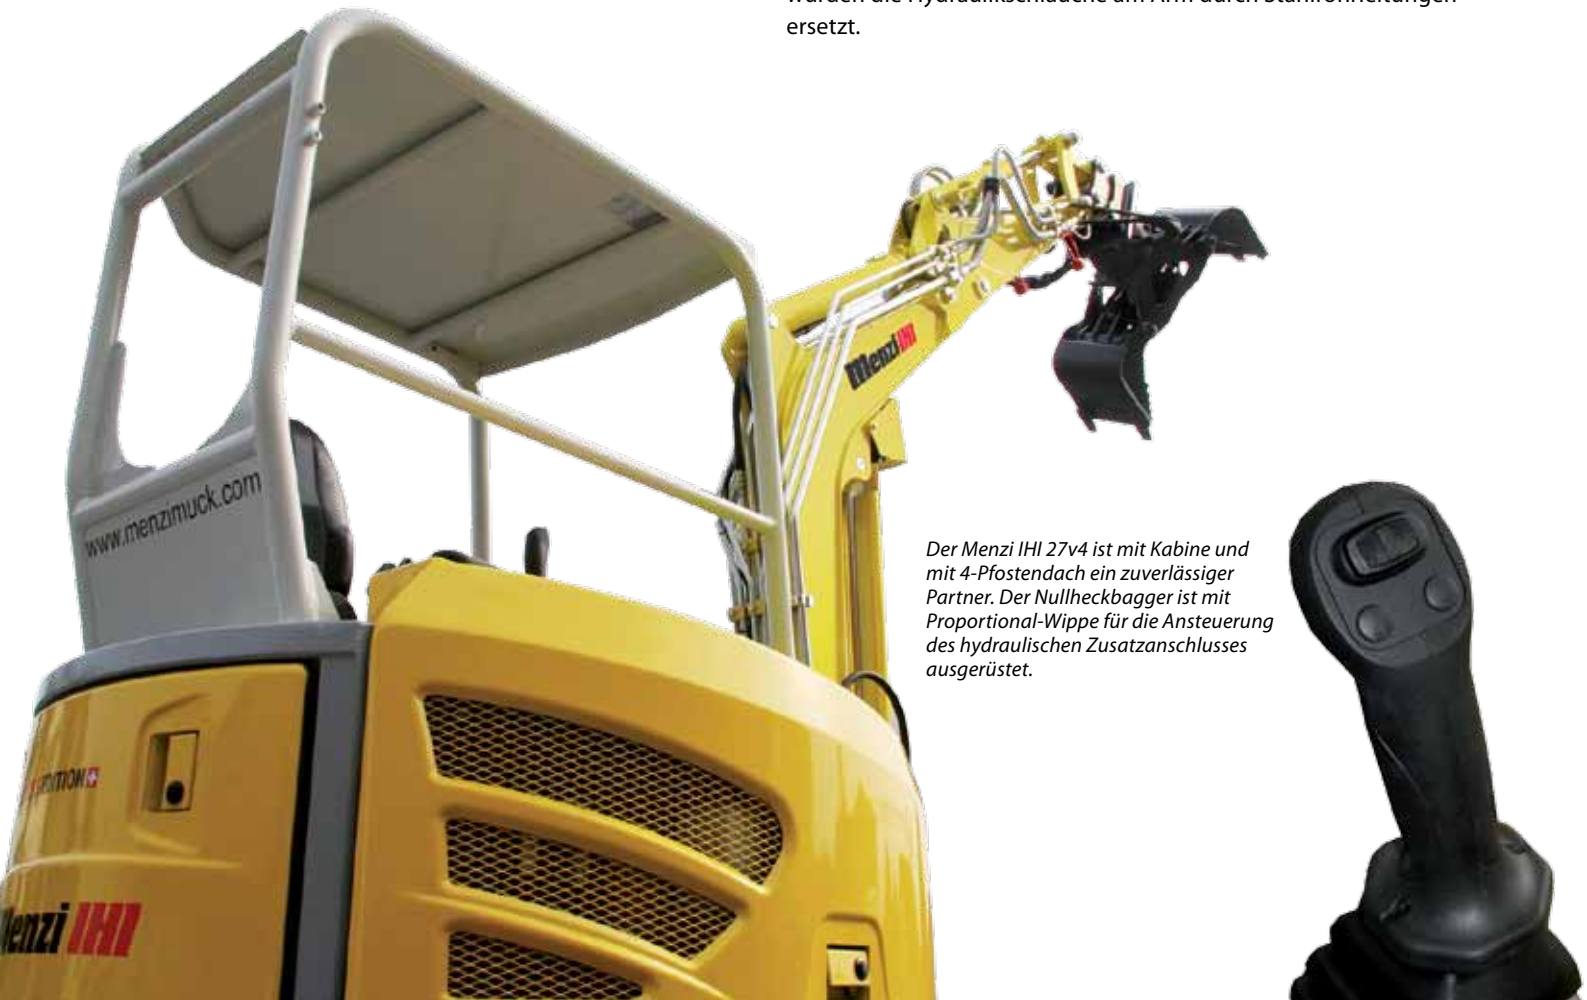 ersetzt.
www.menzimuck.com
Menzi IHI
Der Menzi IHI 27v4 ist mit Kabine und
mit 4-Pfostendach ein zuverlässiger
Partner. Der Nullheckbagger ist mit
Proportional-Wippe für die Ansteuerung
des hydraulischen Zusatzanschlusses
ausgerüstet.
enzi IHI